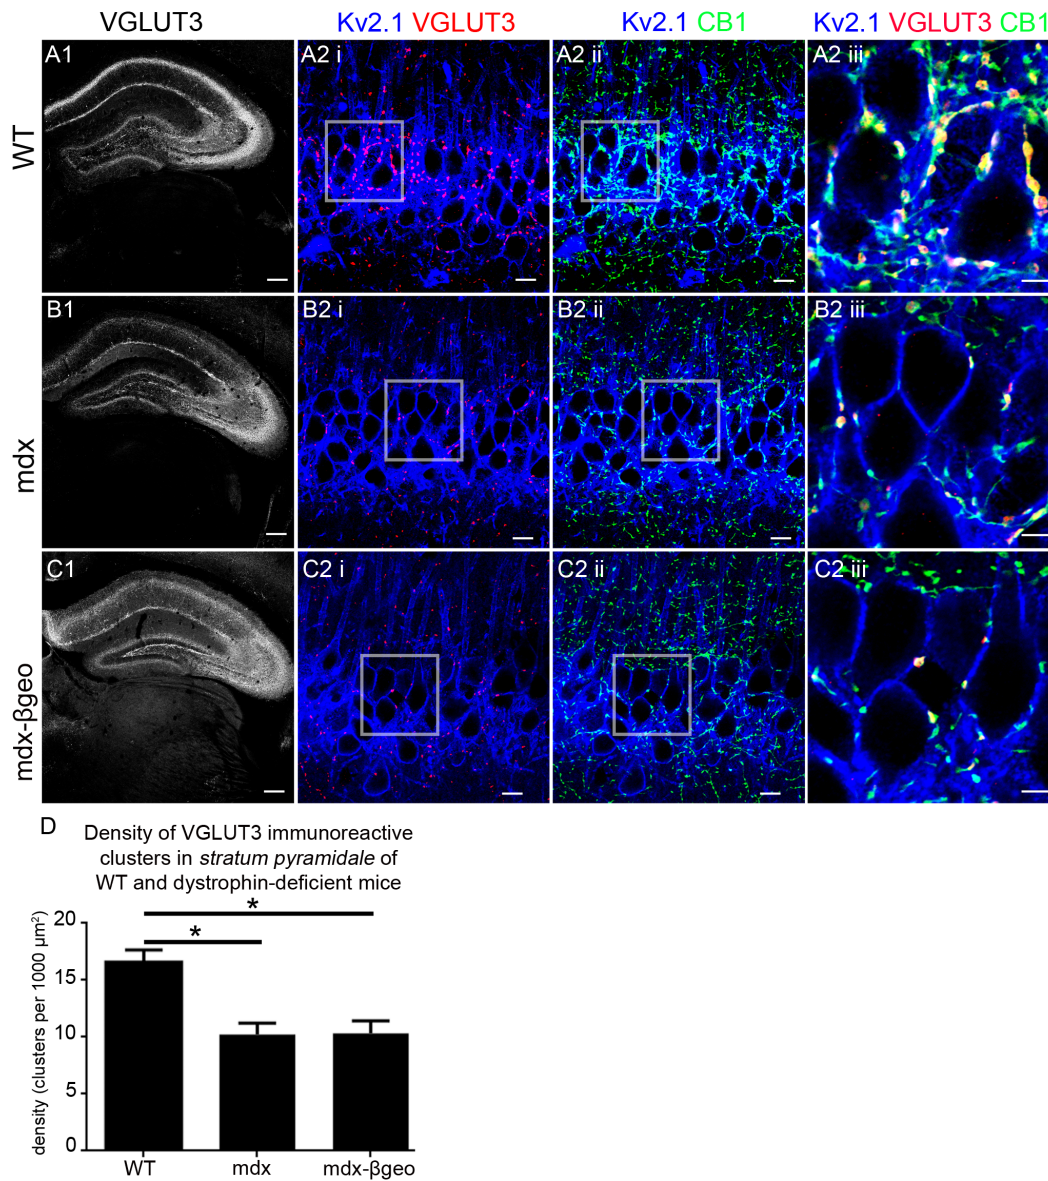 VGLUT3
Kv2.1 VGLUT3
Kv2.1 CB1
Kv2.1 VGLUT3 CB1
WT
A1
A2 i
A2 ii
A2 iii
mdx
B1
B2 i
B2 ii
B2 iii
mdx-βgeo
C1
C2 i
C2 ii
C2 iii
D
Density of VGLUT3 immunoreactive
clusters in stratum pyramidale of
WT and dystrophin-deficient mice
density (clusters per 1000 µm²)
20
15
10
5
0
*
*
WT
mdx
mdx-βgeo